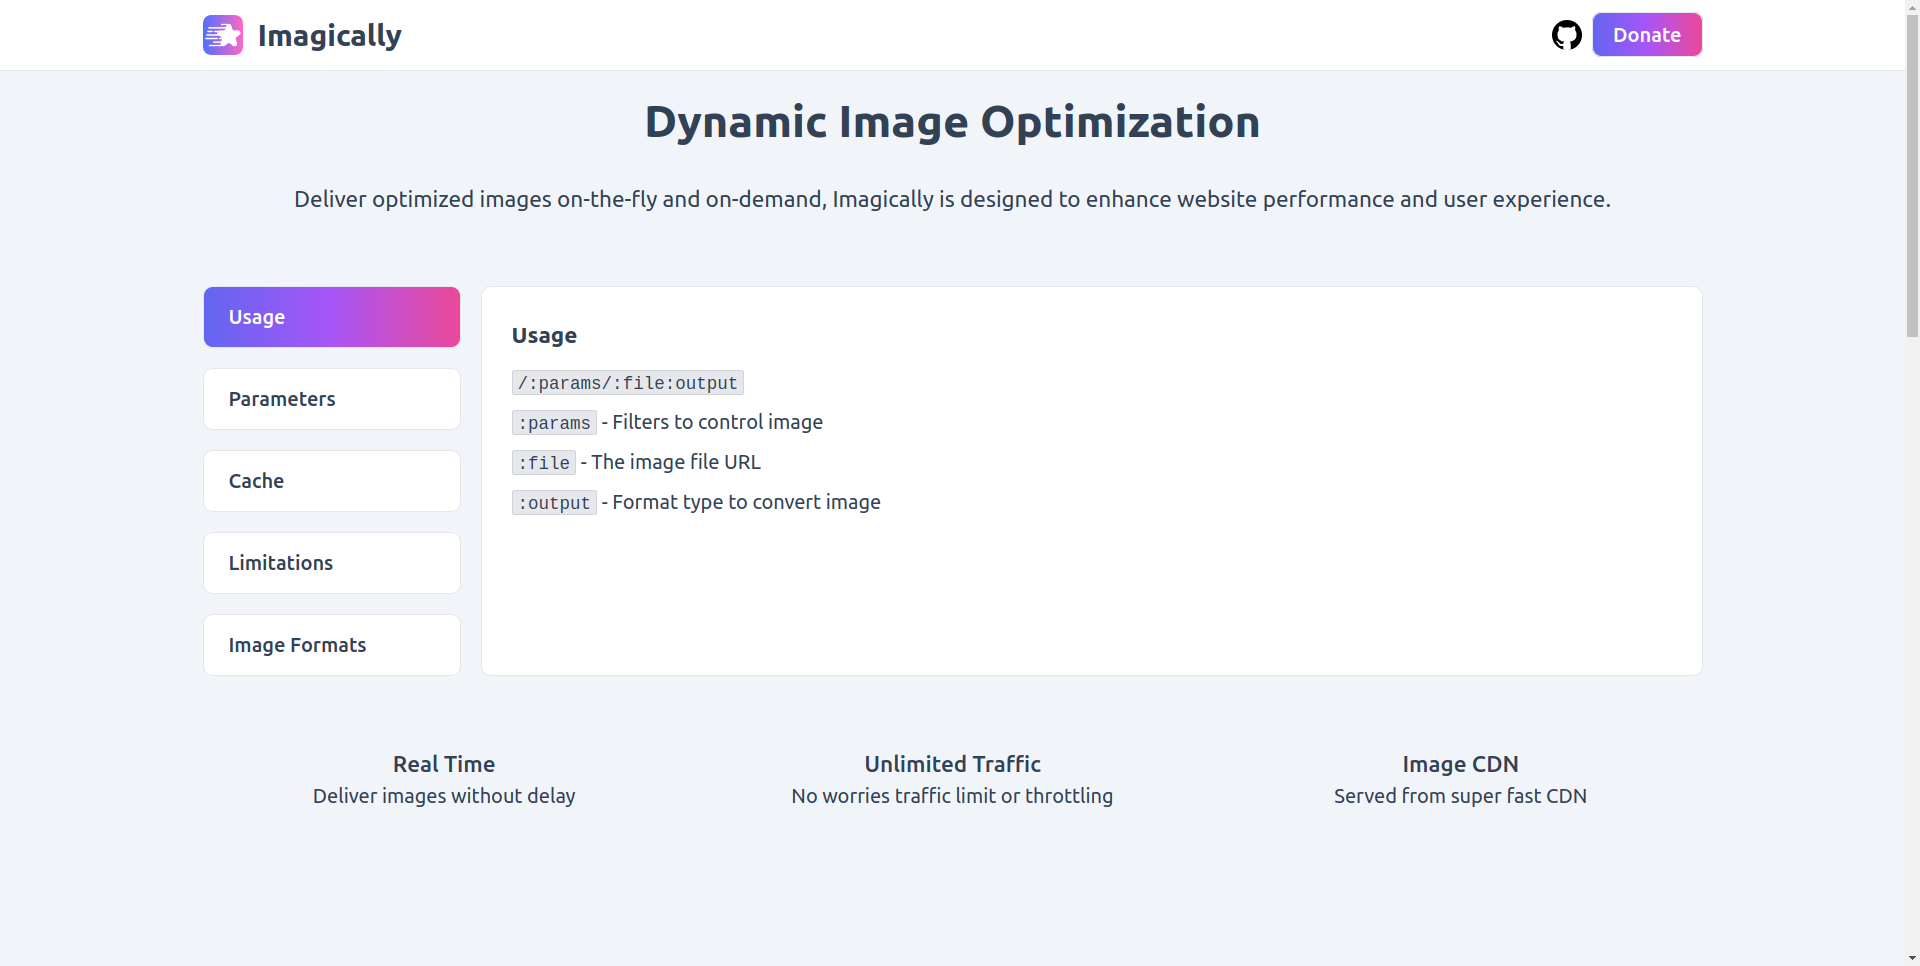 Imagically
Donate
Dynamic Image Optimization
Deliver optimized images on-the-fly and on-demand, Imagically is designed to enhance website performance and user experience.
Usage
Parameters
Cache
Limitations
Image Formats
Usage
/:params/:file:output
:params - Filters to control image
:file - The image file URL
:output - Format type to convert image
Real Time
Deliver images without delay
Unlimited Traffic
No worries traffic limit or throttling
Image CDN
Served from super fast CDN